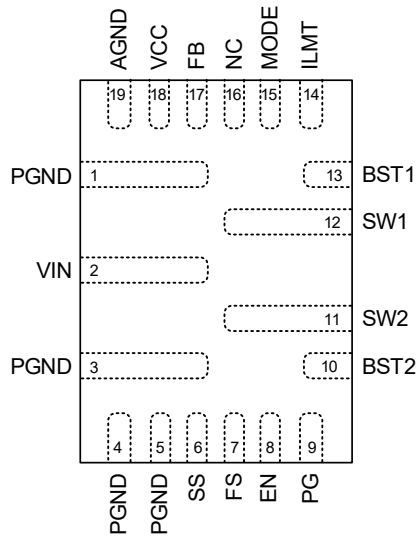 AGND VCC FB NC MODE ILMT
19 18 17 16 15 14
PGND 1 13 BST1
12 SW1
VIN 2
11 SW2
PGND 3 10 BST2
4 5 6 7 8 9
PGND PGND SS FS EN PG